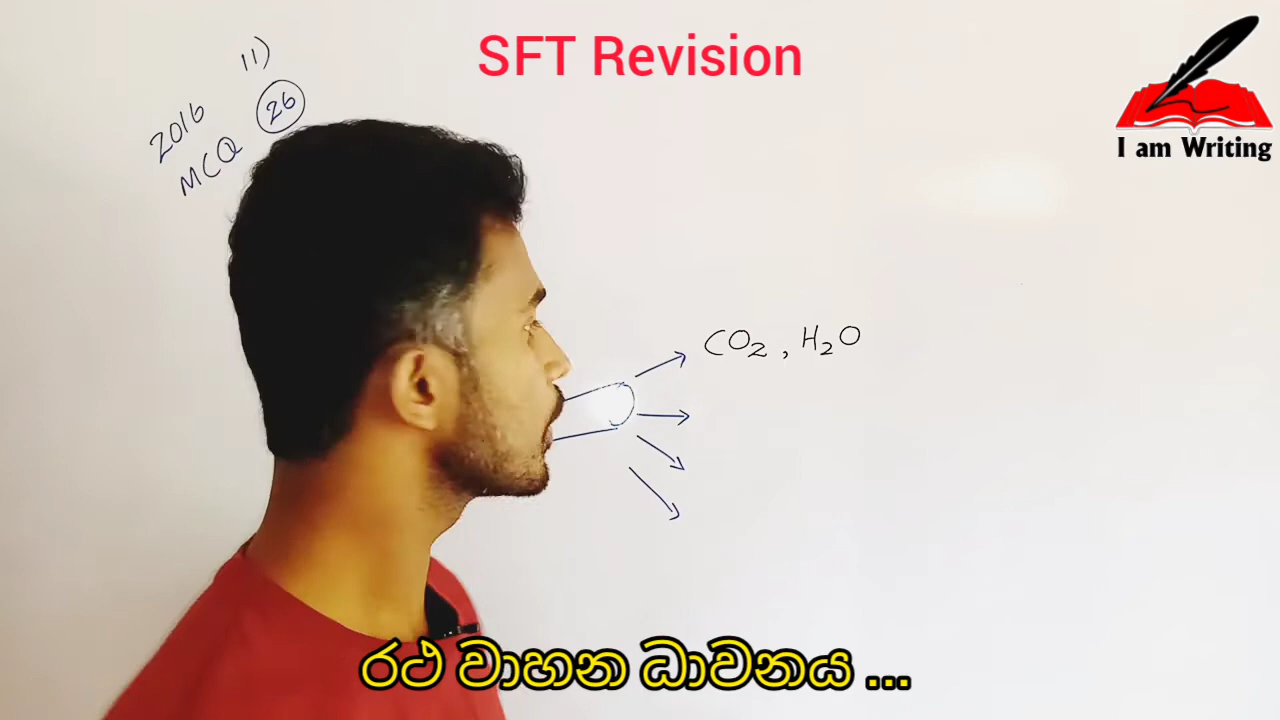 SFT Revision
I am Writing
11)
2016
MCQ 26
CO2, H2O
රථ වාහන ධාවනය ...